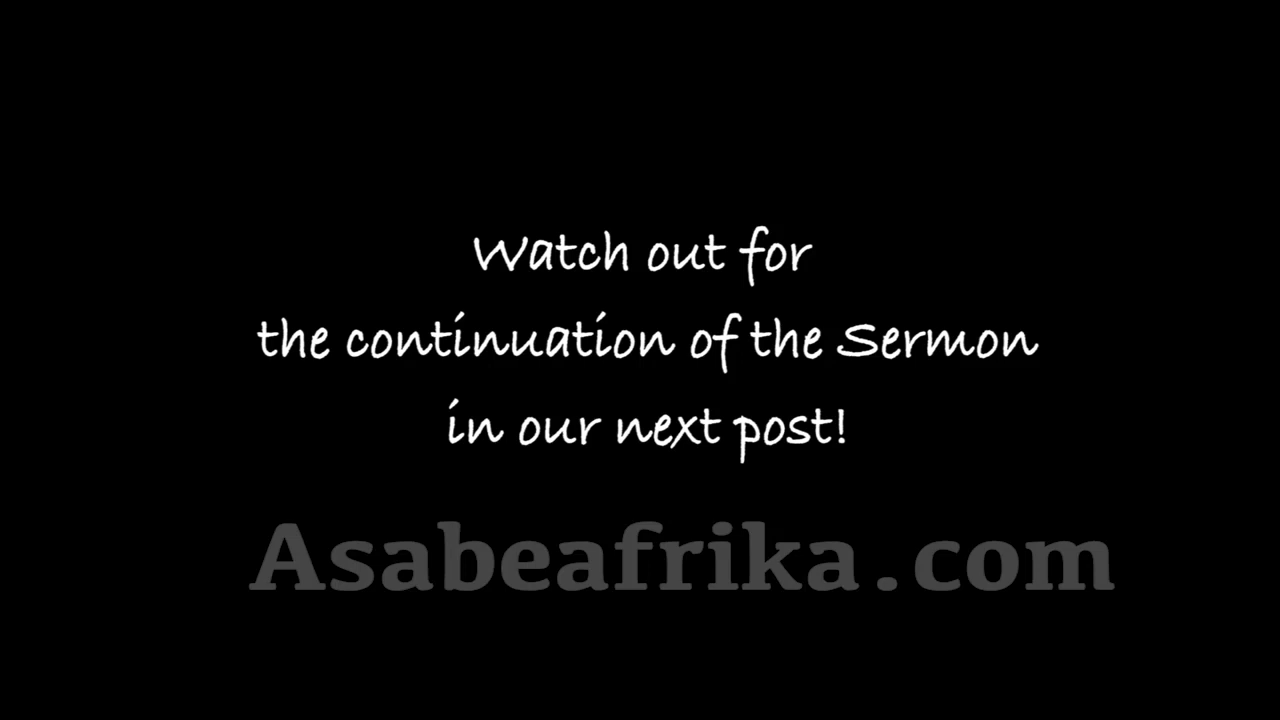 Watch out for
the continuation of the Sermon
in our next post!
Asabeafrika.com